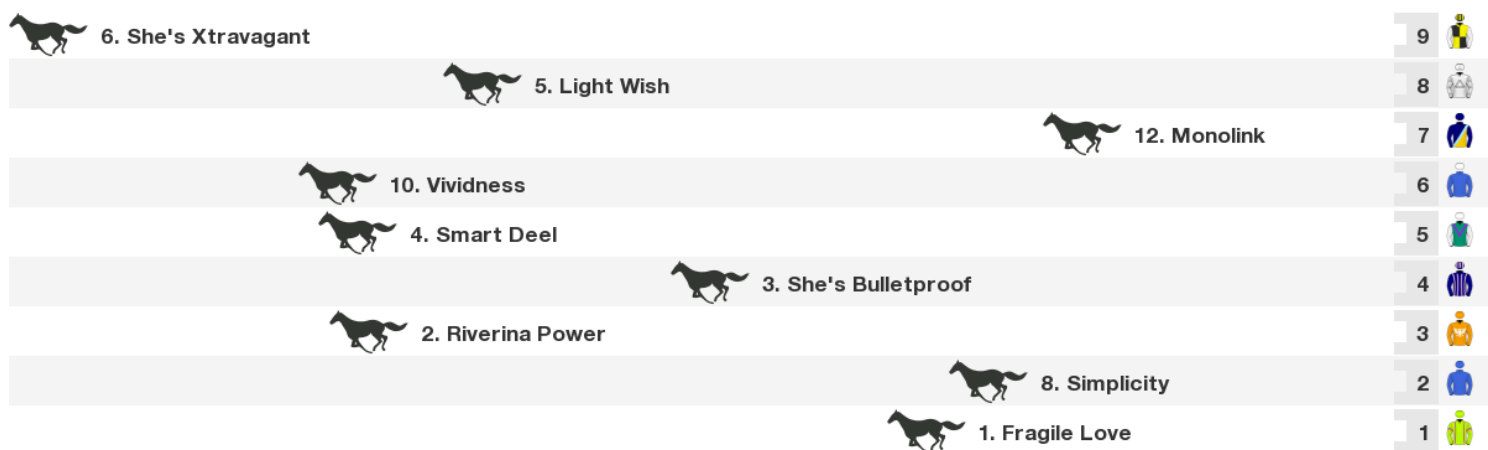 6. She's Xtravagant 9
5. Light Wish 8
12. Monolink 7
10. Vividness 6
4. Smart Deel 5
3. She's Bulletproof 4
2. Riverina Power 3
8. Simplicity 2
1. Fragile Love 1